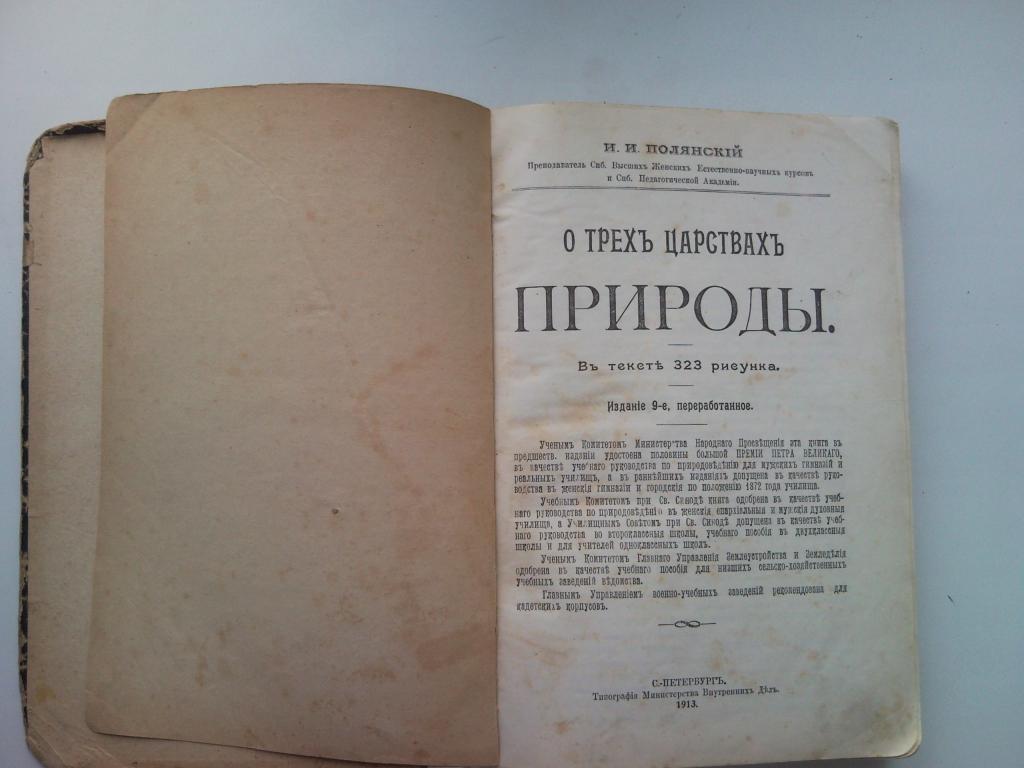 И. И. ПОЛЯНСКІЙ
Преподаватель Спб. Высшихъ Женскихъ Естественно-научныхъ курсовъ
и Спб. Педагогической Академіи.
О ТРЕХЪ ЦАРСТВАХЪ
ПРИРОДЫ.
Въ текстѣ 323 рисунка.
Изданіе 9-е, переработанное.
Ученымъ Комитетомъ Министерства Народнаго Просвѣщенія эта книга въ
предшеств. изданіи удостоена половины большой ПРЕМІИ ПЕТРА ВЕЛИКАГО,
въ качествѣ учебнаго руководства по природовѣдѣнію для мужскихъ гимназій и
реальныхъ училищъ, а въ раннѣйшихъ изданіяхъ допущена въ качествѣ руко-
водства въ женскія гимназіи и городскія по положенію 1872 года училища.
Учебнымъ Комитетомъ при Св. Синодѣ книга одобрена въ качествѣ учеб-
наго руководства по природовѣдѣнію въ женскія епархіальныя и мужскія духовныя
училища, а Училищнымъ Совѣтомъ при Св. Синодѣ допущена въ качествѣ учеб-
наго руководства во второклассныя школы, учебнаго пособія въ двухклассныя
школы и для учителей одноклассныхъ школъ.
Ученымъ Комитетомъ Главнаго Управленія Землеустройства и Земледѣлія
одобрена въ качествѣ учебнаго пособія для низшихъ сельско-хозяйственныхъ
учебныхъ заведеній вѣдомства.
Главнымъ Управленіемъ военно-учебныхъ заведеній рекомендована для
кадетскихъ корпусовъ.
С.-ПЕТЕРБУРГЪ.
Типографія Министерства Внутреннихъ Дѣлъ.
1913.